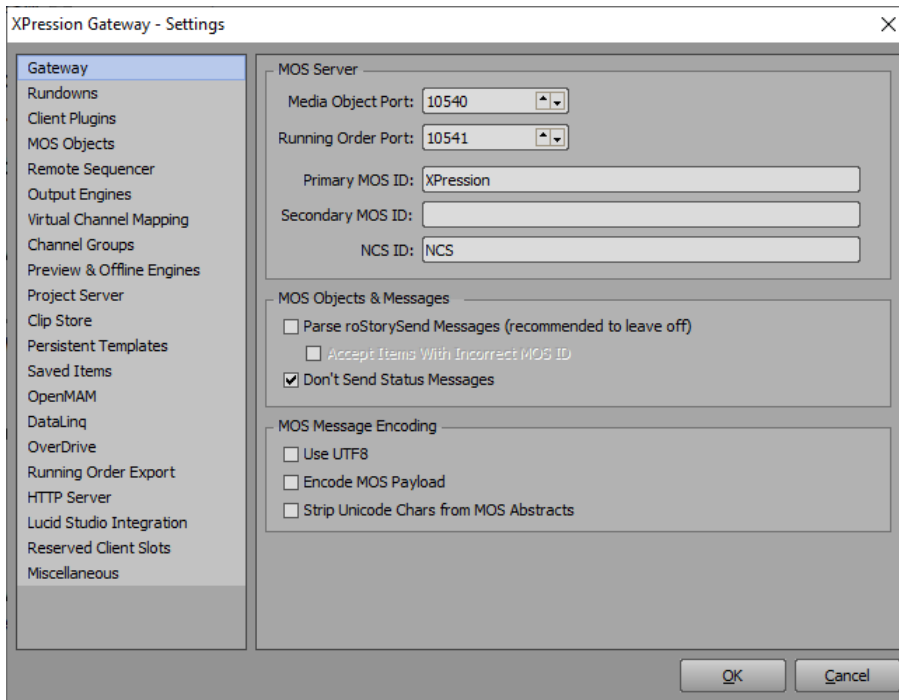 XPression Gateway - Settings
Gateway
Rundowns
Client Plugins
MOS Objects
Remote Sequencer
Output Engines
Virtual Channel Mapping
Channel Groups
Preview & Offline Engines
Project Server
Clip Store
Persistent Templates
Saved Items
OpenMAM
DataLinq
OverDrive
Running Order Export
HTTP Server
Lucid Studio Integration
Reserved Client Slots
Miscellaneous
MOS Server
Media Object Port: 10540
Running Order Port: 10541
Primary MOS ID: XPression
Secondary MOS ID:
NCS ID: NCS
MOS Objects & Messages
Parse roStorySend Messages (recommended to leave off)
Accept Items With Incorrect MOS ID
Don't Send Status Messages
MOS Message Encoding
Use UTF8
Encode MOS Payload
Strip Unicode Chars from MOS Abstracts
OK Cancel